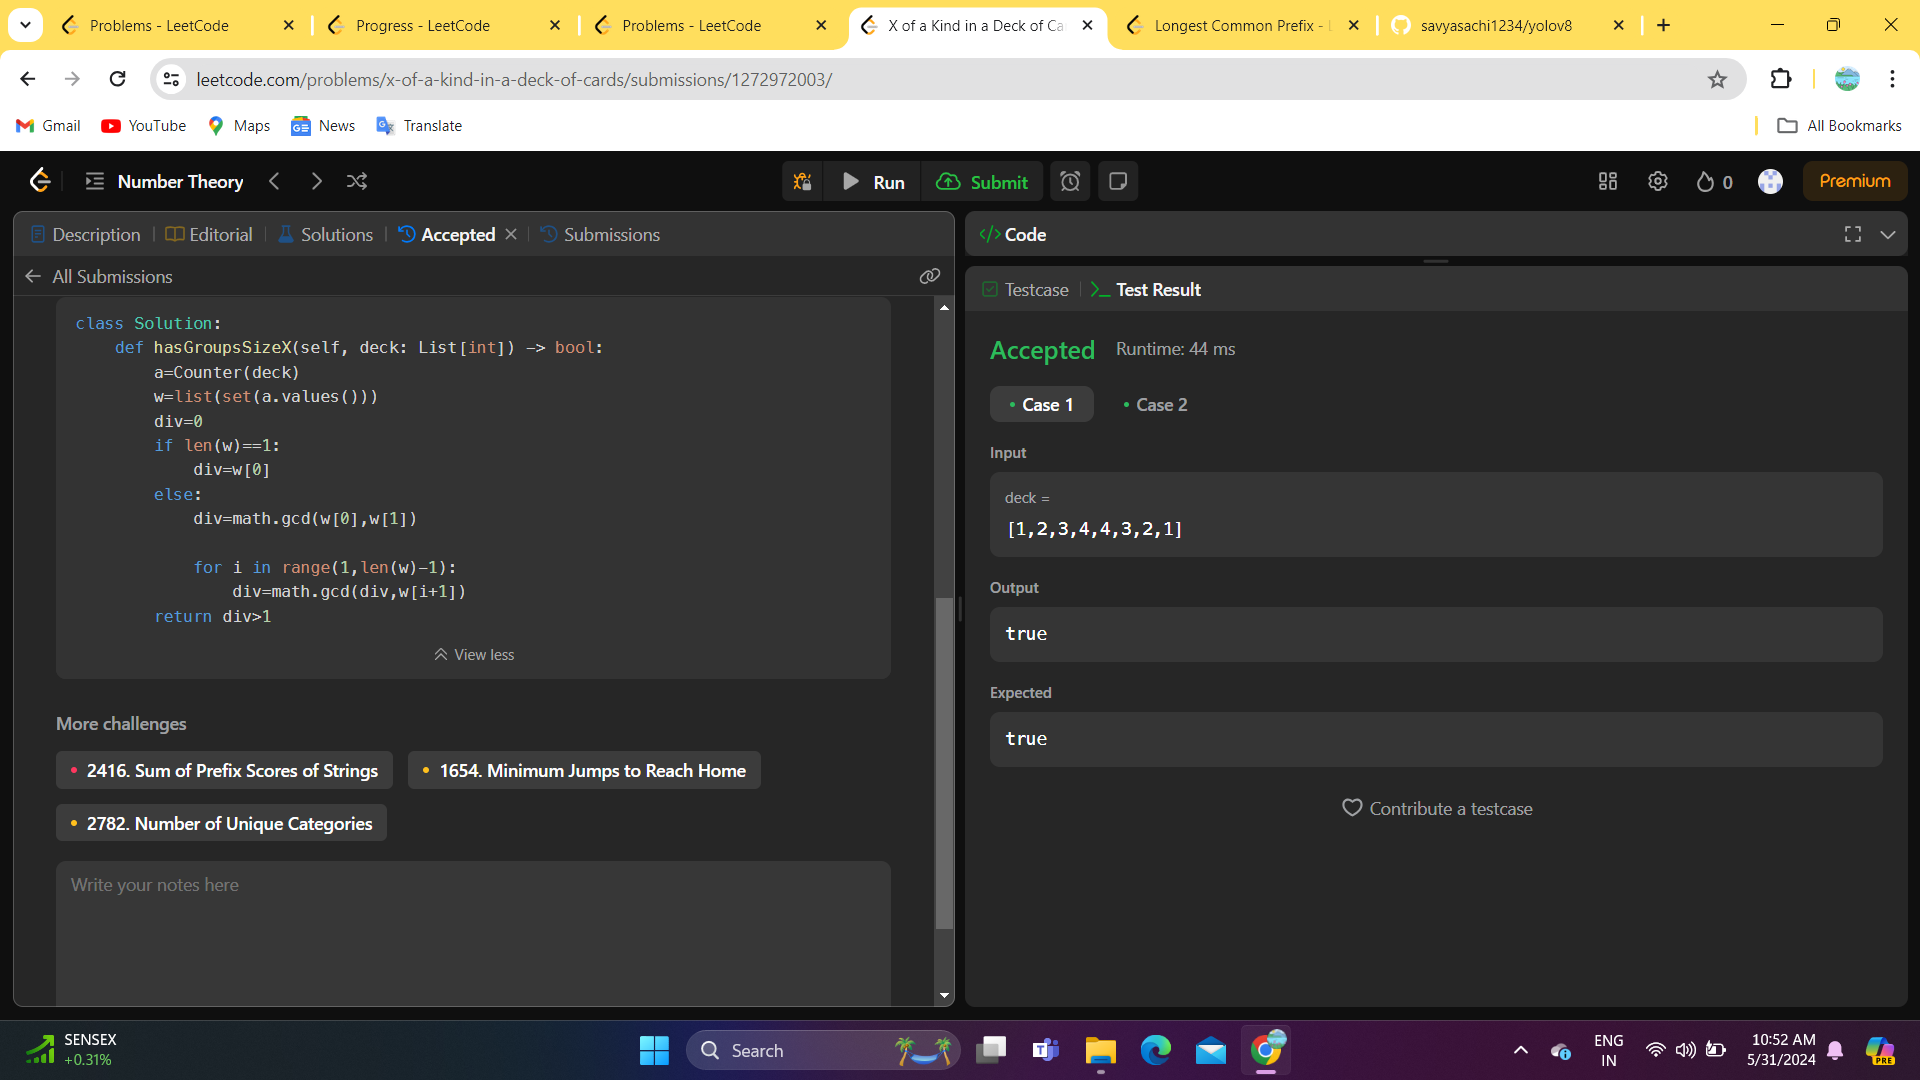 Problems - LeetCode
Progress - LeetCode
Problems - LeetCode
X of a Kind in a Deck of Ca
Longest Common Prefix -
savyasachi1234/yolov8
leetcode.com/problems/x-of-a-kind-in-a-deck-of-cards/submissions/1272972003/
Gmail
YouTube
Maps
News
Translate
All Bookmarks
Number Theory
Run
Submit
0
Premium
Description
Editorial
Solutions
Accepted
Submissions
All Submissions
class Solution:
    def hasGroupsSizeX(self, deck: List[int]) -> bool:
        a=Counter(deck)
        w=list(set(a.values()))
        div=0
        if len(w)==1:
            div=w[0]
        else:
            div=math.gcd(w[0],w[1])
            for i in range(1,len(w)-1):
                div=math.gcd(div,w[i+1])
        return div>1
View less
More challenges
2416. Sum of Prefix Scores of Strings
1654. Minimum Jumps to Reach Home
2782. Number of Unique Categories
Write your notes here
</> Code
Testcase
Test Result
Accepted
Runtime: 44 ms
Case 1
Case 2
Input
deck =
[1,2,3,4,4,3,2,1]
Output
true
Expected
true
Contribute a testcase
SENSEX
+0.31%
Search
ENG
IN
10:52 AM
5/31/2024
PRE